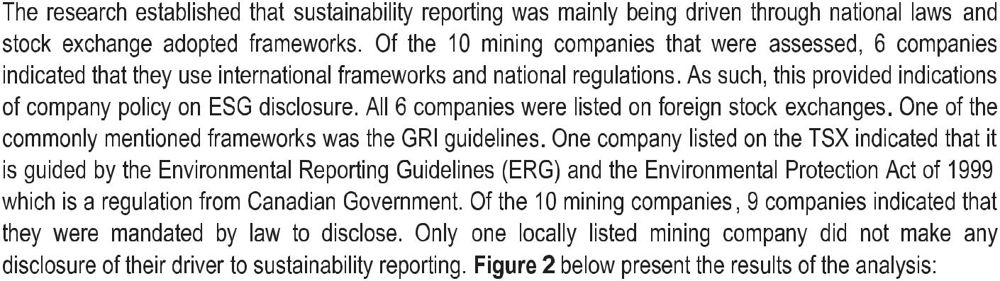 The research established that sustainability reporting was mainly being driven through national laws and
stock exchange adopted frameworks. Of the 10 mining companies that were assessed, 6 companies
indicated that they use international frameworks and national regulations. As such, this provided indications
of company policy on ESG disclosure. All 6 companies were listed on foreign stock exchanges. One of the
commonly mentioned frameworks was the GRI guidelines. One company listed on the TSX indicated that it
is guided by the Environmental Reporting Guidelines (ERG) and the Environmental Protection Act of 1999
which is a regulation from Canadian Government. Of the 10 mining companies, 9 companies indicated that
they were mandated by law to disclose. Only one locally listed mining company did not make any
disclosure of their driver to sustainability reporting. Figure 2 below present the results of the analysis: